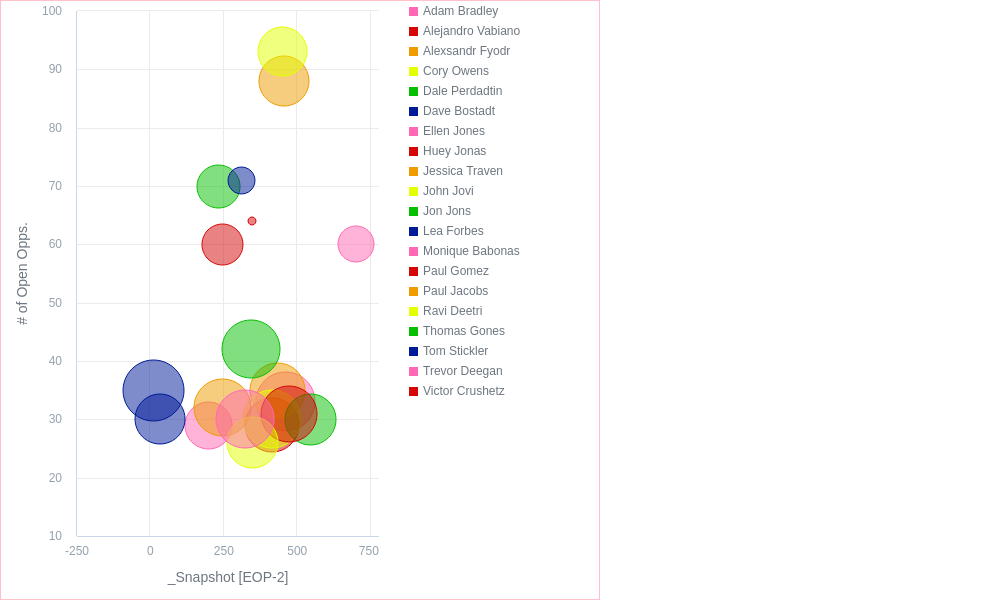 100
90
80
70
60
50
40
30
20
10
# of Open Opps.
-250
0
250
500
750
_Snapshot [EOP-2]
Adam Bradley
Alejandro Vabiano
Alexsandr Fyodr
Cory Owens
Dale Perdadtin
Dave Bostadt
Ellen Jones
Huey Jonas
Jessica Traven
John Jovi
Jon Jons
Lea Forbes
Monique Babonas
Paul Gomez
Paul Jacobs
Ravi Deetri
Thomas Gones
Tom Stickler
Trevor Deegan
Victor Crushetz